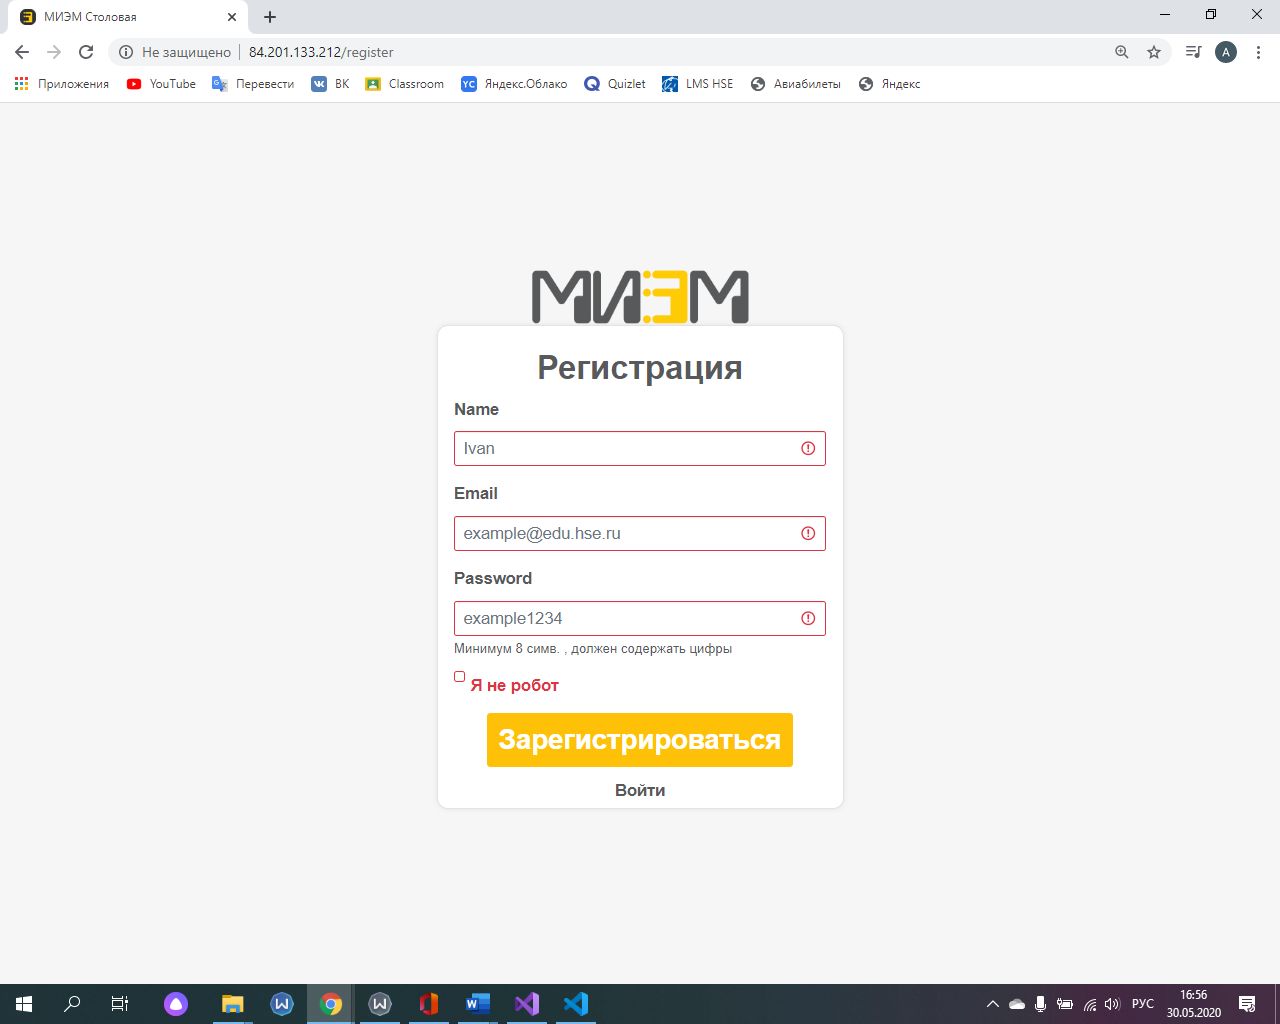 МИЭМ Столовая
Не защищено
84.201.133.212/register
А
Приложения
YouTube
Перевести
ВК
Classroom
Яндекс.Облако
Quizlet
LMS HSE
Авиабилеты
Яндекс
МИЭМ
Регистрация
Name
Ivan
Email
example@edu.hse.ru
Password
example1234
Минимум 8 симв. , должен содержать цифры
Я не робот
Зарегистрироваться
Войти
РУС
16:56
30.05.2020